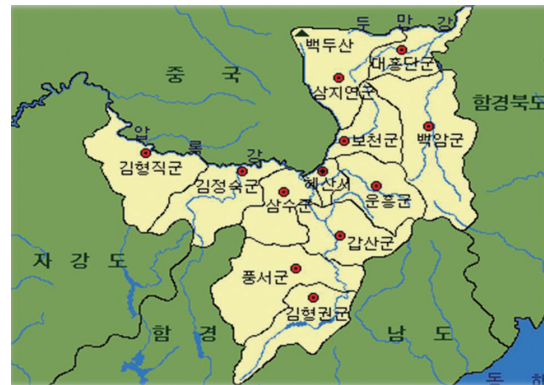 두 만 강
백두산
대홍단군
중 국
삼지연군
함경북도
압 록 강
보천군
백암군
김형직군
김정숙군
혜산시
삼수군
운흥군
갑산군
자 강 도
풍서군
김형권군
함 경 남 도
동 해